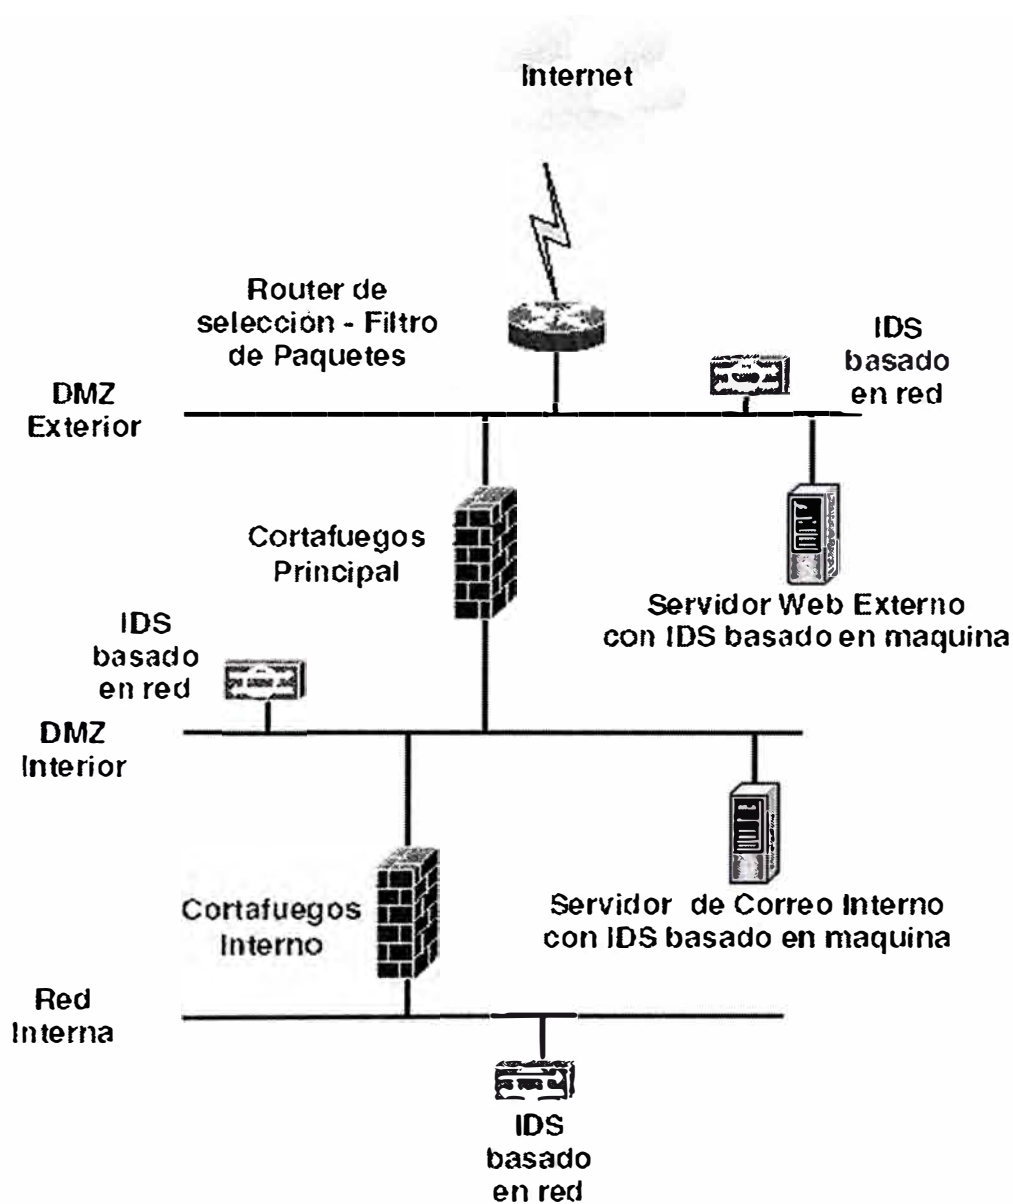 Internet
Router de
selección - Filtro
de Paquetes
IDS
basado
en red
DMZ
Exterior
Cortafuegos
Principal
Servidor Web Externo
con IDS basado en maquina
IDS
basado
en red
DMZ
Interior
Cortafuegos
Interno
Servidor de Correo Interno
con IDS basado en maquina
Red
Interna
IDS
basado
en red